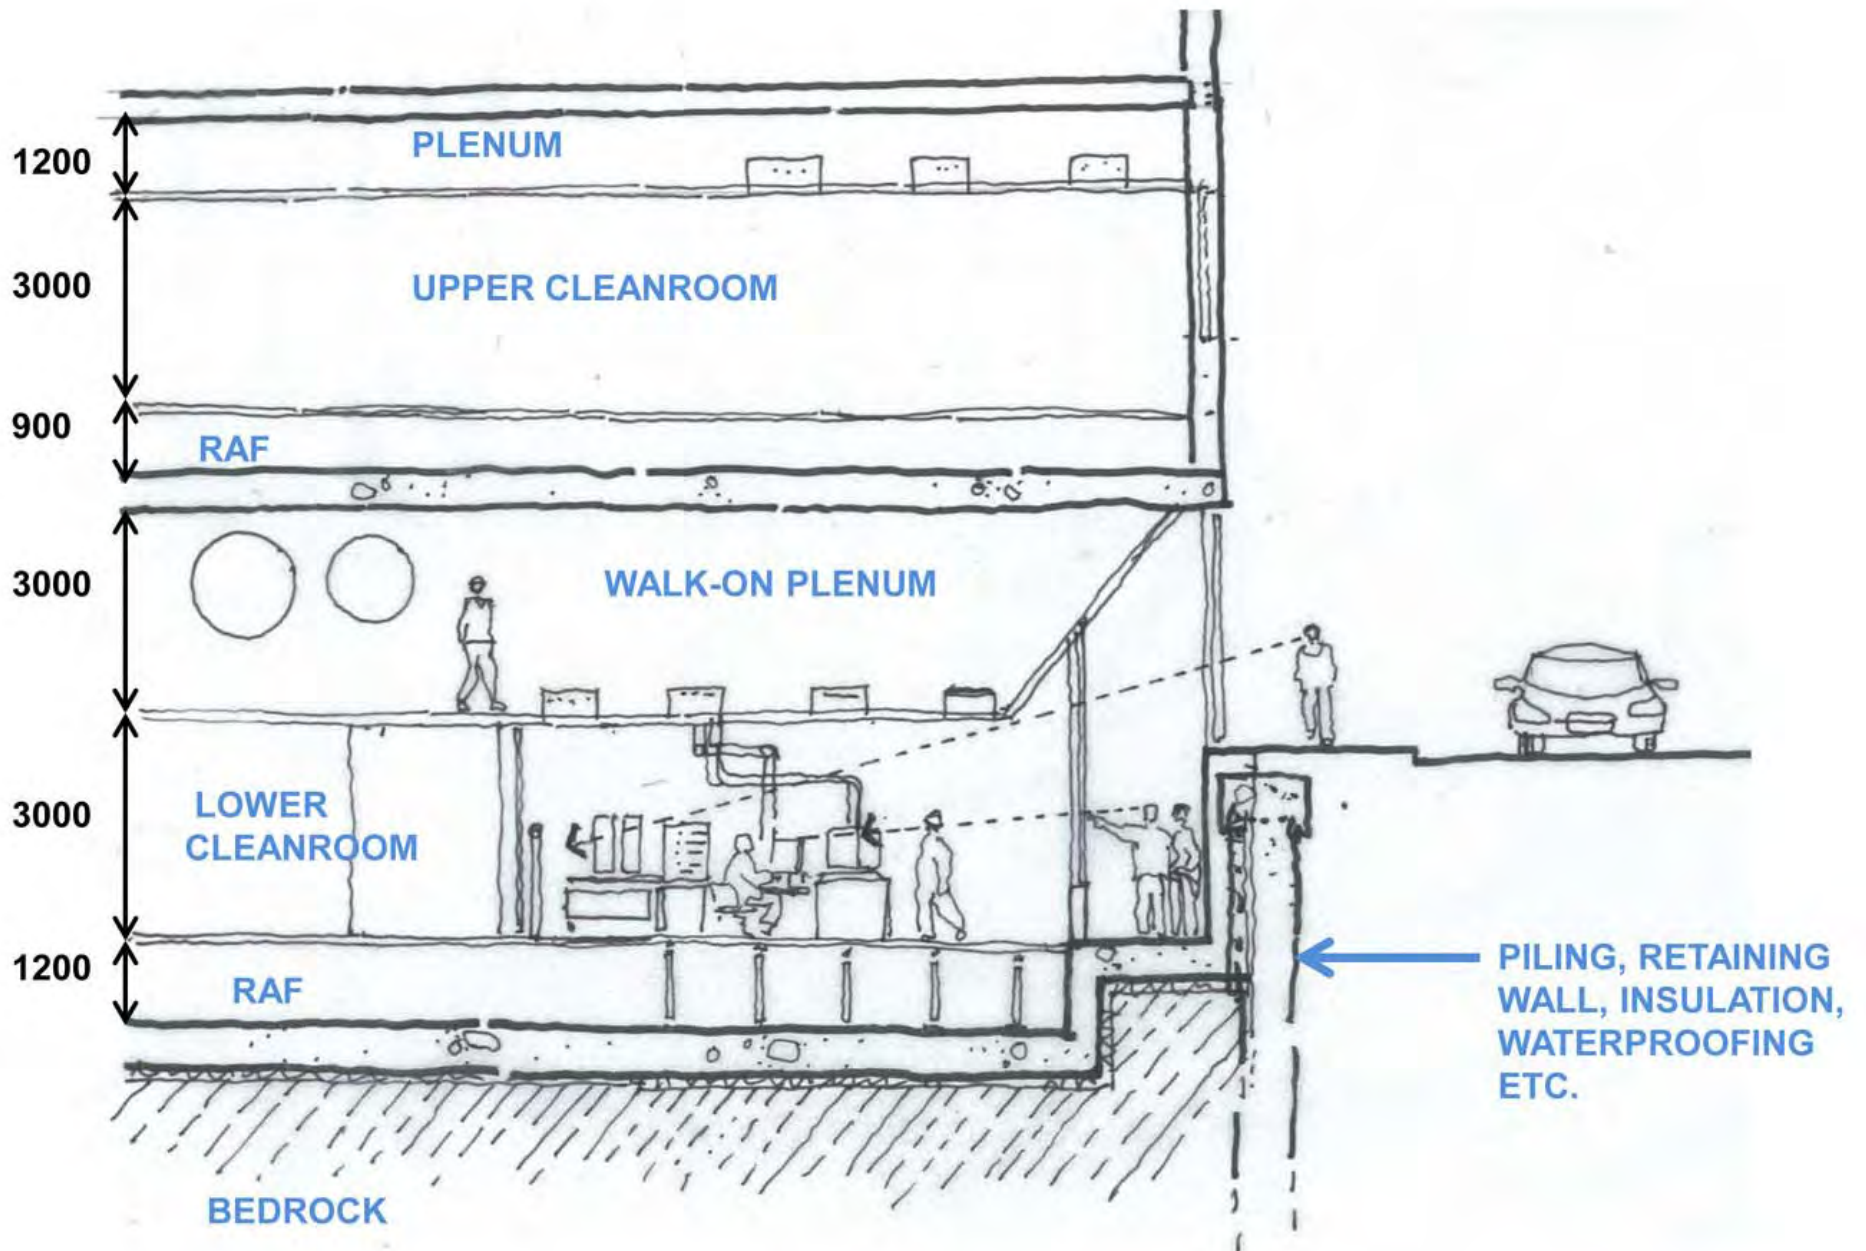 1200
PLENUM
3000
UPPER CLEANROOM
900
RAF
3000
WALK-ON PLENUM
3000
LOWER
CLEANROOM
1200
RAF
PILING, RETAINING
WALL, INSULATION,
WATERPROOFING
ETC.
BEDROCK